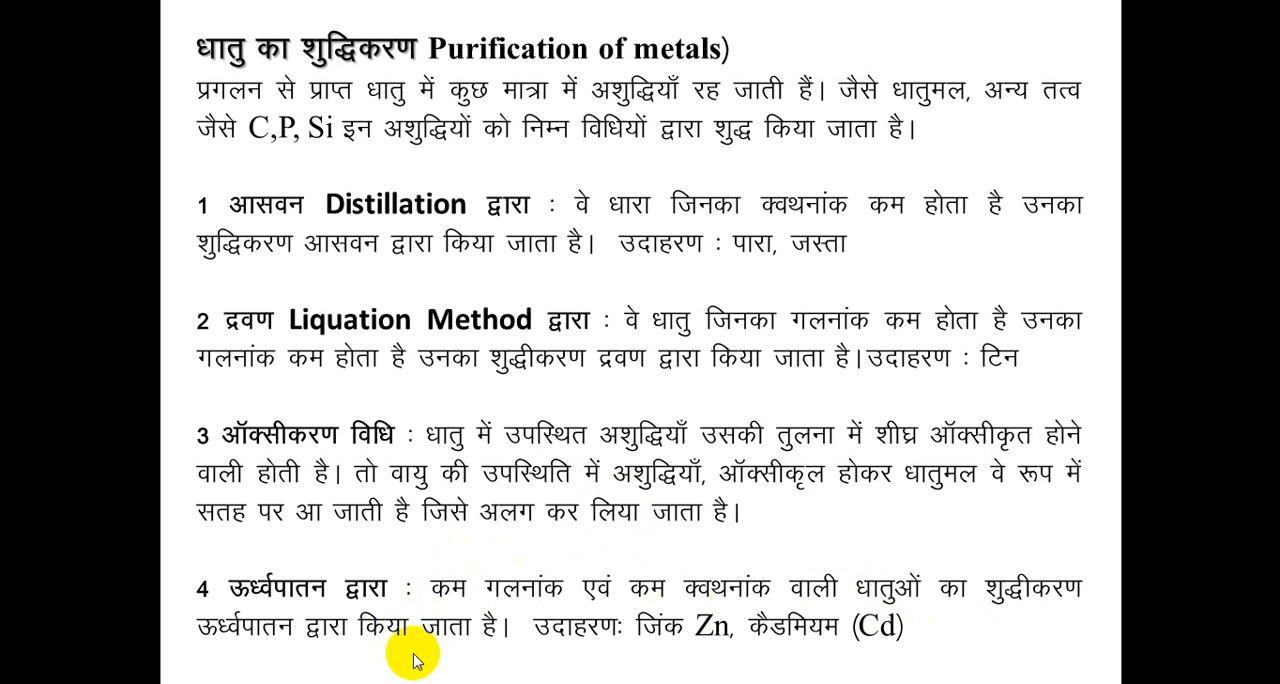 धातु का शुद्धिकरण Purification of metals)
प्रगलन से प्राप्त धातु में कुछ मात्रा में अशुद्धियाँ रह जाती हैं। जैसे धातुमल, अन्य तत्व
जैसे C,P, Si इन अशुद्धियों को निम्न विधियों द्वारा शुद्ध किया जाता है।
1 आसवन Distillation द्वारा : वे धारा जिनका क्वथनांक कम होता है उनका
शुद्धिकरण आसवन द्वारा किया जाता है। उदाहरण : पारा, जस्ता
2 द्रवण Liquation Method द्वारा : वे धातु जिनका गलनांक कम होता है उनका
गलनांक कम होता है उनका शुद्धीकरण द्रवण द्वारा किया जाता है। उदाहरण : टिन
3 ऑक्सीकरण विधि : धातु में उपस्थित अशुद्धियाँ उसकी तुलना में शीघ्र ऑक्सीकृत होने
वाली होती है। तो वायु की उपस्थिति में अशुद्धियाँ, ऑक्सीकृल होकर धातुमल वे रूप में
सतह पर आ जाती है जिसे अलग कर लिया जाता है।
4 ऊर्ध्वपातन द्वारा : कम गलनांक एवं कम क्वथनांक वाली धातुओं का शुद्धीकरण
ऊर्ध्वपातन द्वारा किया जाता है। उदाहरणः जिंक Zn, कैडमियम (Cd)